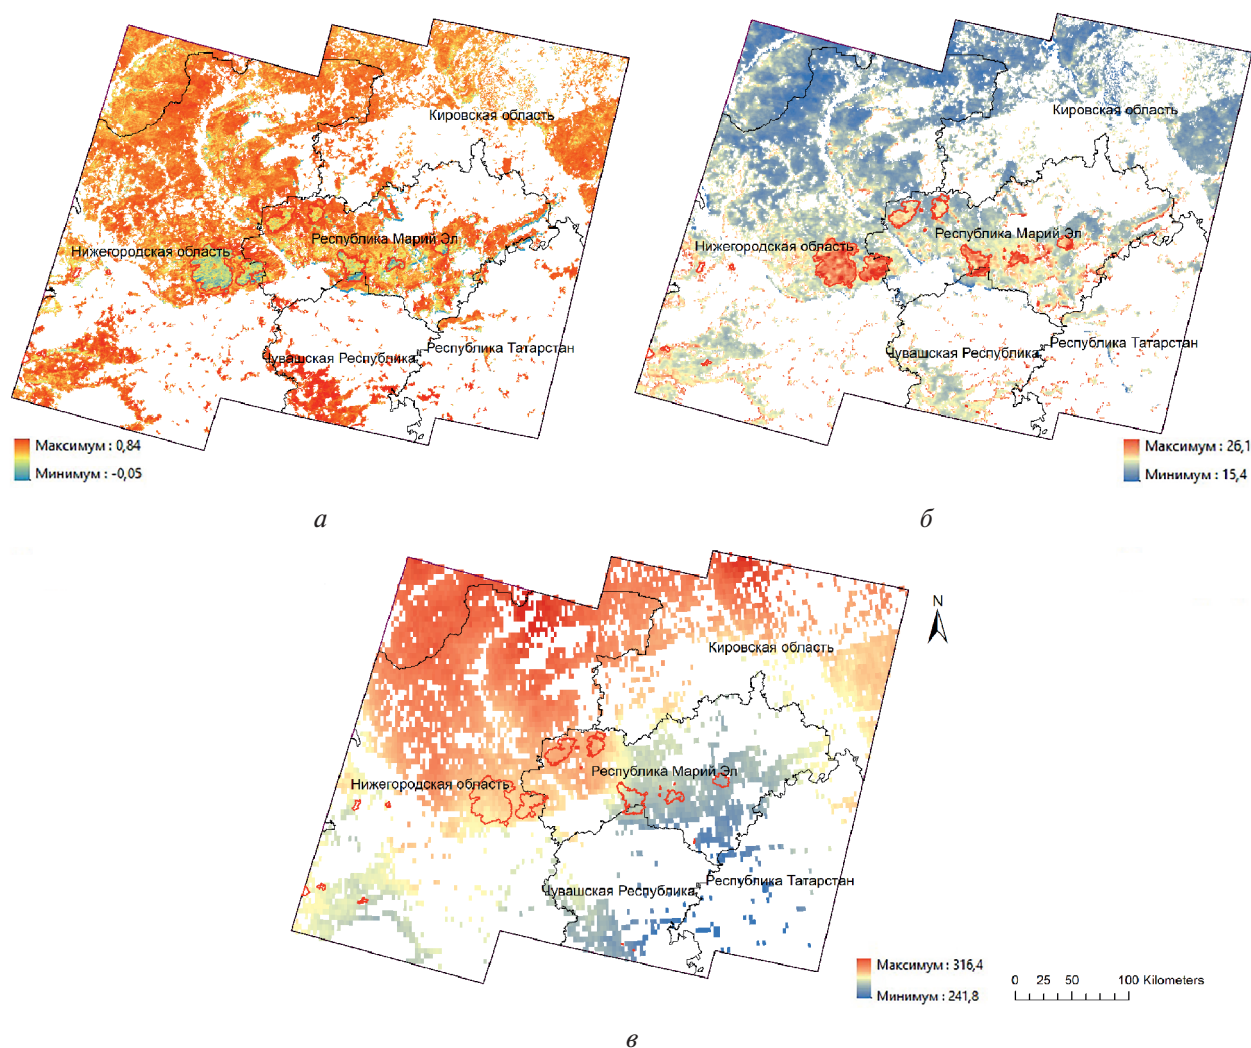 Кировская область
Республика Марий Эл
Нижегородская область
Чувашская Республика
Республика Татарстан
Максимум : 0,84
Минимум : -0,05
а
Кировская область
Республика Марий Эл
Нижегородская область
Чувашская Республика
Республика Татарстан
Максимум : 26,1
Минимум : 15,4
б
N
Кировская область
Республика Марий Эл
Нижегородская область
Чувашская Республика
Республика Татарстан
Максимум : 316,4
Минимум : 241,8
0 25 50 100 Kilometers
в